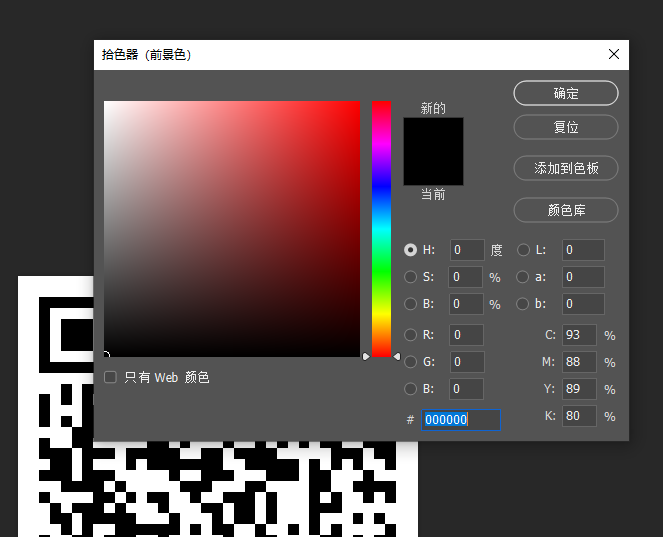 拾色器（前景色）
新的
当前
确定
复位
添加到色板
颜色库
H: 0 度 L: 0
S: 0 % a: 0
B: 0 % b: 0
R: 0 C: 93 %
G: 0 M: 88 %
B: 0 Y: 89 %
# 000000 K: 80 %
只有 Web 颜色